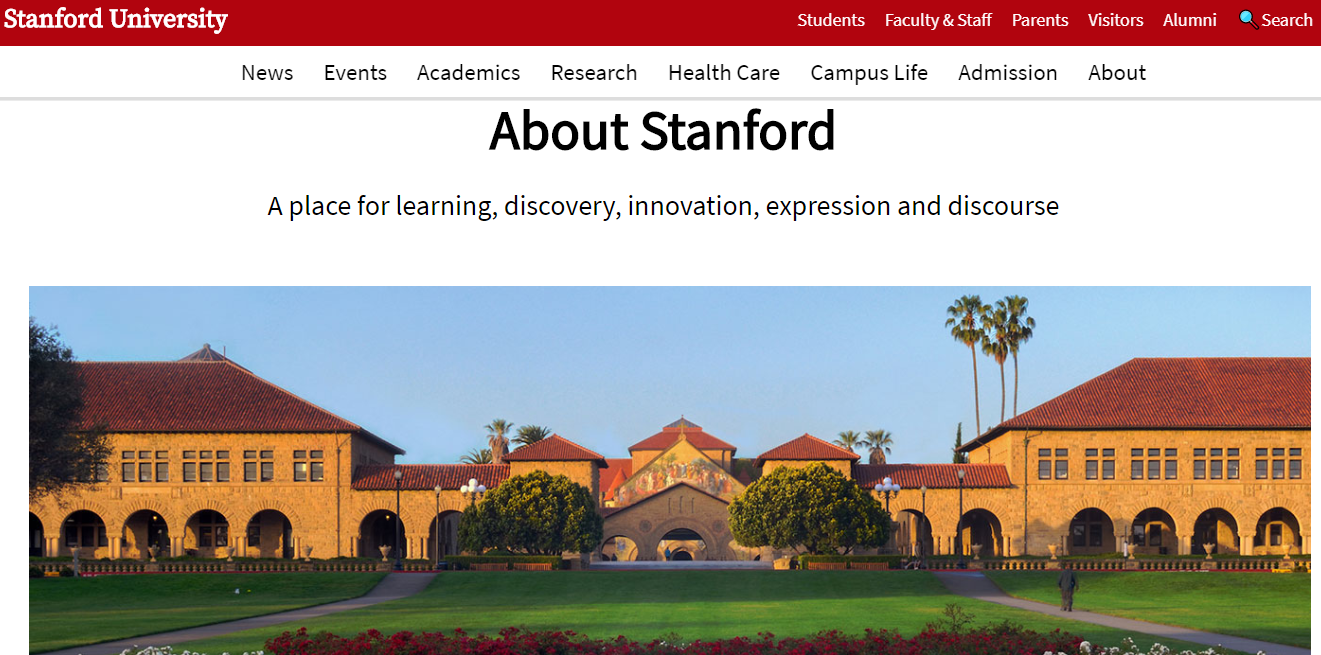 Stanford University
Students Faculty & Staff Parents Visitors Alumni Search
News Events Academics Research Health Care Campus Life Admission About
About Stanford
A place for learning, discovery, innovation, expression and discourse